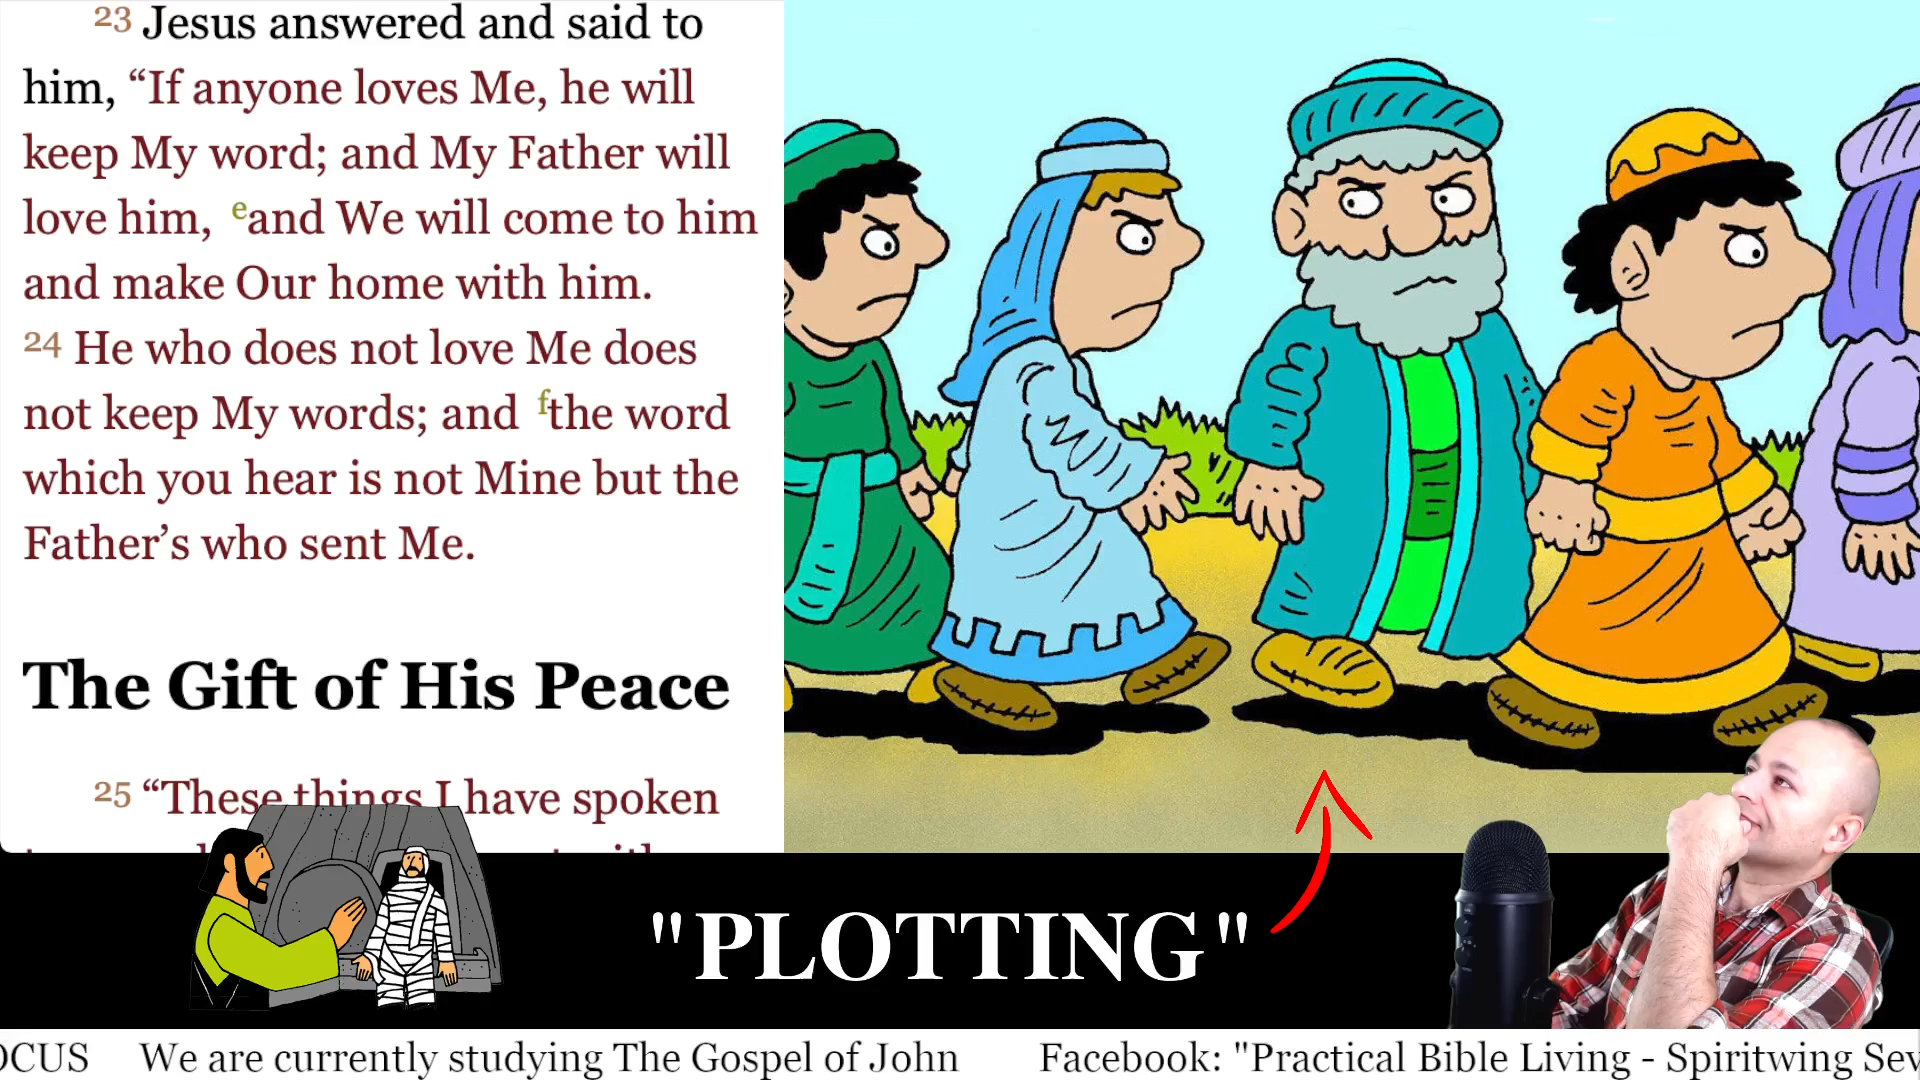 23 Jesus answered and said to
him, “If anyone loves Me, he will
keep My word; and My Father will
love him, eand We will come to him
and make Our home with him.
24 He who does not love Me does
not keep My words; and fthe word
which you hear is not Mine but the
Father’s who sent Me.
The Gift of His Peace
25 “These things I have spoken
"PLOTTING"
We are currently studying The Gospel of John
Facebook: "Practical Bible Living - Spiritwing